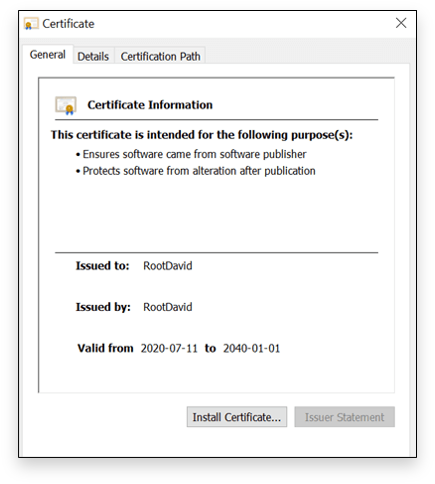 Certificate
General Details Certification Path
Certificate Information
This certificate is intended for the following purpose(s):
• Ensures software came from software publisher
• Protects software from alteration after publication
Issued to: RootDavid
Issued by: RootDavid
Valid from 2020-07-11 to 2040-01-01
Install Certificate... Issuer Statement